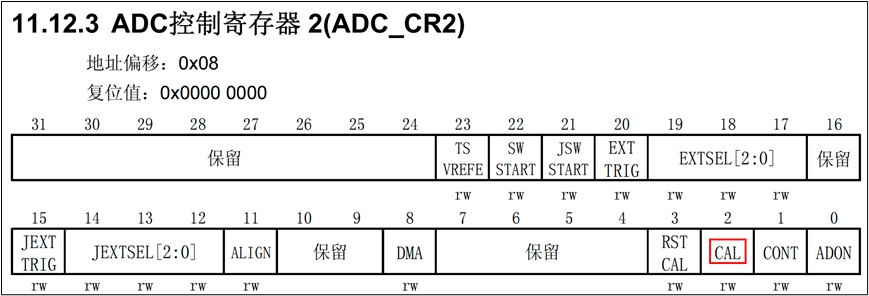 11.12.3 ADC控制寄存器 2(ADC_CR2)
地址偏移：0x08
复位值：0x0000 0000
31 30 29 28 27 26 25 24 23 22 21 20 19 18 17 16
保留 TS VREFE SW START JSW START EXT TRIG EXTSEL[2:0] 保留
rw rw rw rw rw rw rw
15 14 13 12 11 10 9 8 7 6 5 4 3 2 1 0
JEXT TRIG JEXTSEL[2:0] ALIGN 保留 DMA 保留 RST CAL CAL CONT ADON
rw rw rw rw rw rw rw rw rw rw